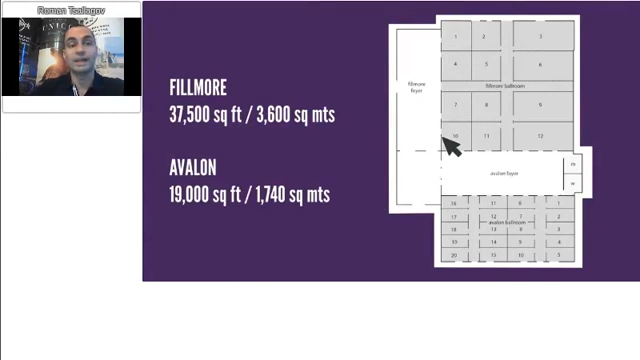 Roman Tsallagov
FILLMORE
37,500 sq ft / 3,600 sq mts
AVALON
19,000 sq ft / 1,740 sq mts
fillmore
foyer
1 2 3
4 5 6
fillmore ballroom
7 8 9
10 11 12
avalon foyer
m
w
16 11 6 1
17 12 7 2
avalon ballroom
18 13 8 3
19 14 9 4
20 15 10 5